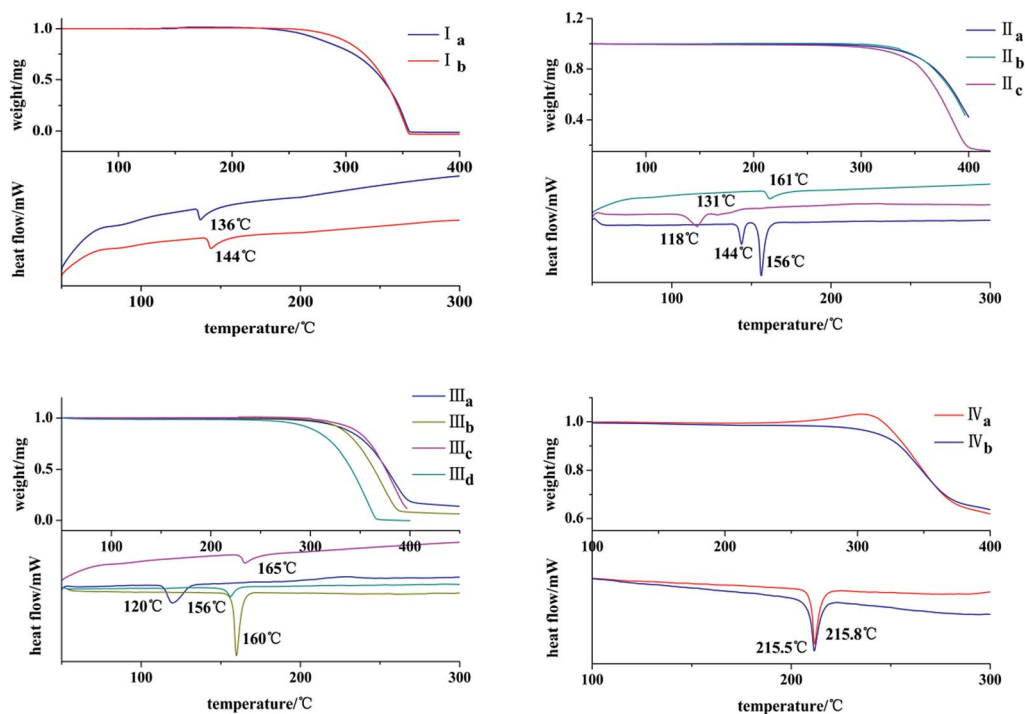 1.0
0.5
0.0
weight/mg
Ⅰa
Ⅰb
100 200 300 400
heat flow/mW
136℃
144℃
100 200 300
temperature/℃
1.2
0.8
0.4
weight/mg
Ⅱa
Ⅱb
Ⅱc
100 200 300 400
heat flow/mW
161℃
131℃
118℃
144℃
156℃
100 200 300
temperature/℃
1.0
0.5
0.0
weight/mg
Ⅲa
Ⅲb
Ⅲc
Ⅲd
100 200 300 400
heat flow/mW
165℃
120℃
156℃
160℃
100 200 300
temperature/℃
1.0
0.8
0.6
weight/mg
Ⅳa
Ⅳb
100 200 300 400
heat flow/mW
215.5℃
215.8℃
100 200 300
temperature/℃